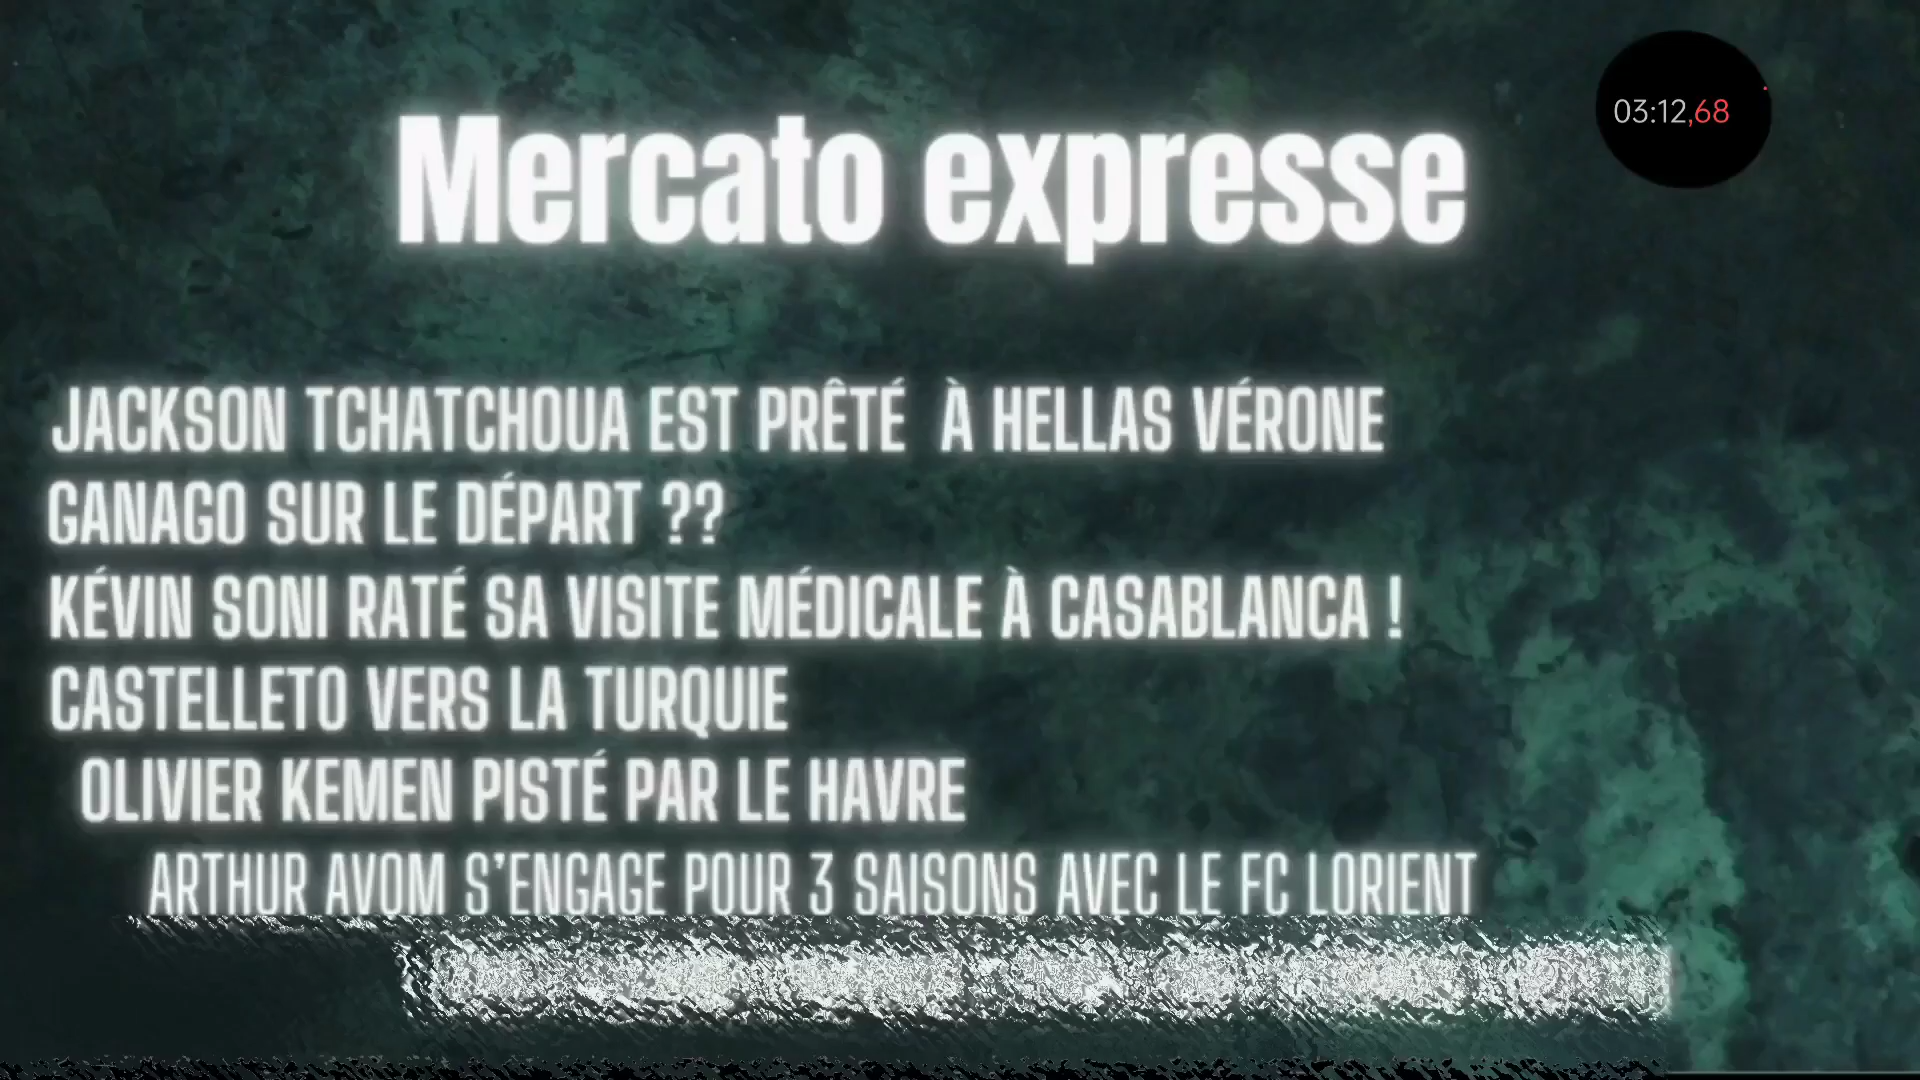 03:12,68
Mercato expresse
JACKSON TCHATCHOUA EST PRÊTÉ À HELLAS VÉRONE
GANAGO SUR LE DÉPART ??
KÉVIN SONI RATÉ SA VISITE MÉDICALE À CASABLANCA !
CASTELLETO VERS LA TURQUIE
OLIVIER KEMEN PISTÉ PAR LE HAVRE
ARTHUR AVOM S'ENGAGE POUR 3 SAISONS AVEC LE FC LORIENT